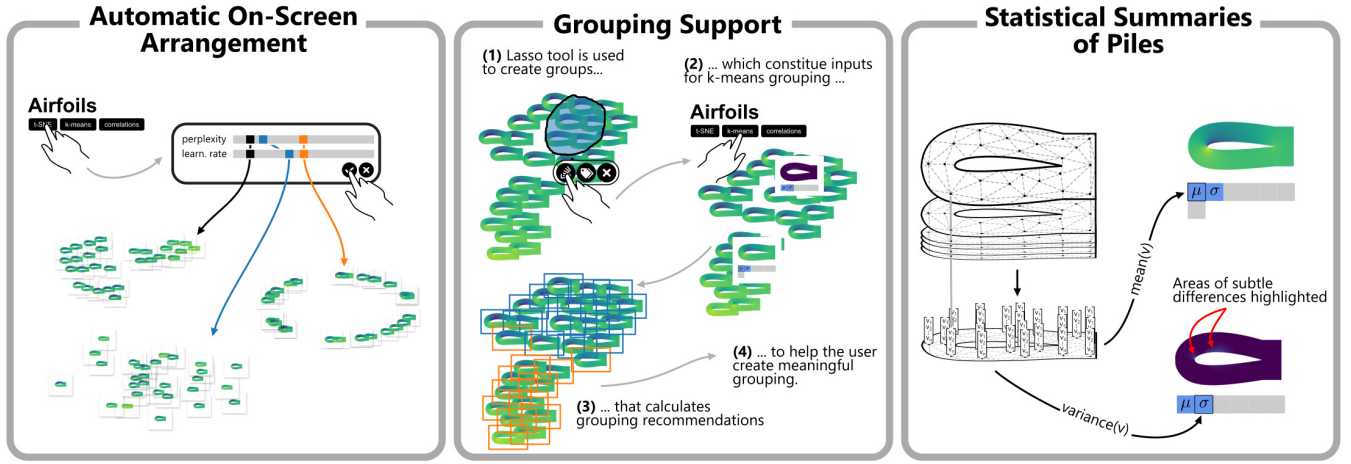 Automatic On-Screen
Arrangement
Airfoils
t-SNE k-means correlations
perplexity
learn. rate
Grouping Support
(1) Lasso tool is used
to create groups...
(2) ... which constitue inputs
for k-means grouping ...
Airfoils
t-SNE k-means correlations
μ σ
μ σ
(3) ... that calculates
grouping recommendations
(4) ... to help the user
create meaningful
grouping.
Statistical Summaries
of Piles
μ σ
mean(v)
Areas of subtle
differences highlighted
μ σ
variance(v)